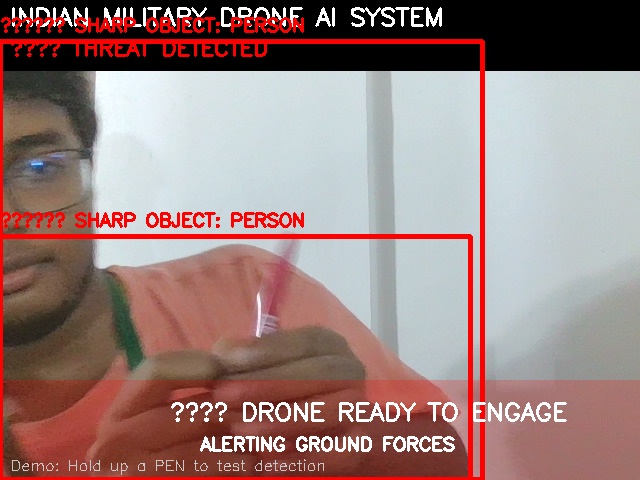 INDIAN MILITARY DRONE AI SYSTEM
?????? SHARP OBJECT: PERSON
???? THREAT DETECTED
?????? SHARP OBJECT: PERSON
???? DRONE READY TO ENGAGE
ALERTING GROUND FORCES
Demo: Hold up a PEN to test detection